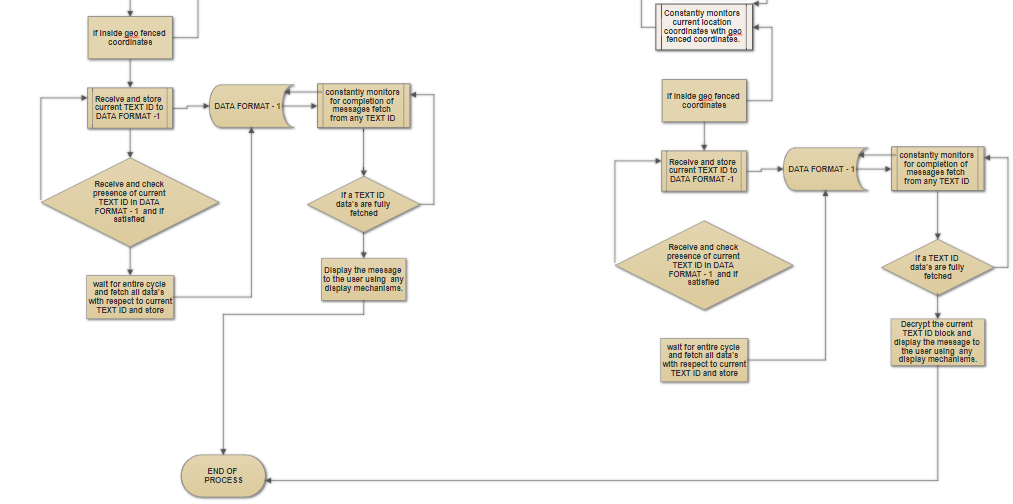 if inside geo fenced
coordinates
Receive and store
current TEXT ID to
DATA FORMAT -1
DATA FORMAT - 1
constantly monitors
for completion of
messages fetch
from any TEXT ID
Receive and check
presence of current
TEXT ID in DATA
FORMAT - 1 and if
satisfied
If a TEXT ID
data's are fully
fetched
wait for entire cycle
and fetch all data's
with respect to current
TEXT ID and store
Display the message
to the user using any
display mechanisms.
END OF
PROCESS
Constantly monitors
current location
coordinates with geo
fenced coordinates.
if inside geo fenced
coordinates
Receive and store
current TEXT ID to
DATA FORMAT -1
DATA FORMAT - 1
constantly monitors
for completion of
messages fetch
from any TEXT ID
Receive and check
presence of current
TEXT ID in DATA
FORMAT - 1 and if
satisfied
If a TEXT ID
data's are fully
fetched
wait for entire cycle
and fetch all data's
with respect to current
TEXT ID and store
Decrypt the current
TEXT ID block and
display the message to
the user using any
display mechanisms.